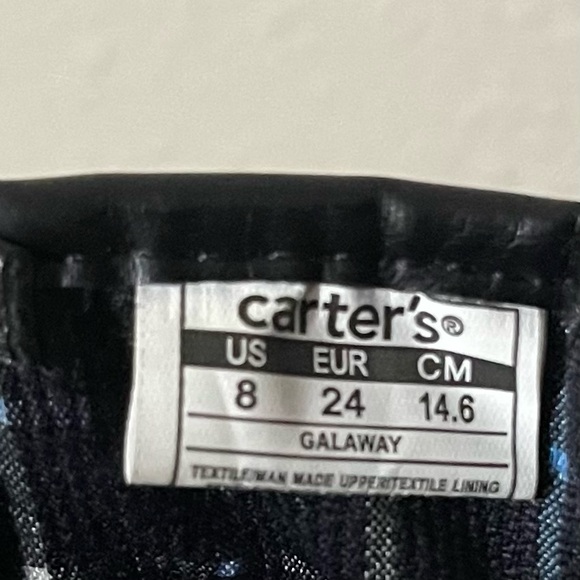 carter's®
US EUR CM
8 24 14.6
GALAWAY
TEXTILE/MAN MADE UPPER/TEXTILE LINING